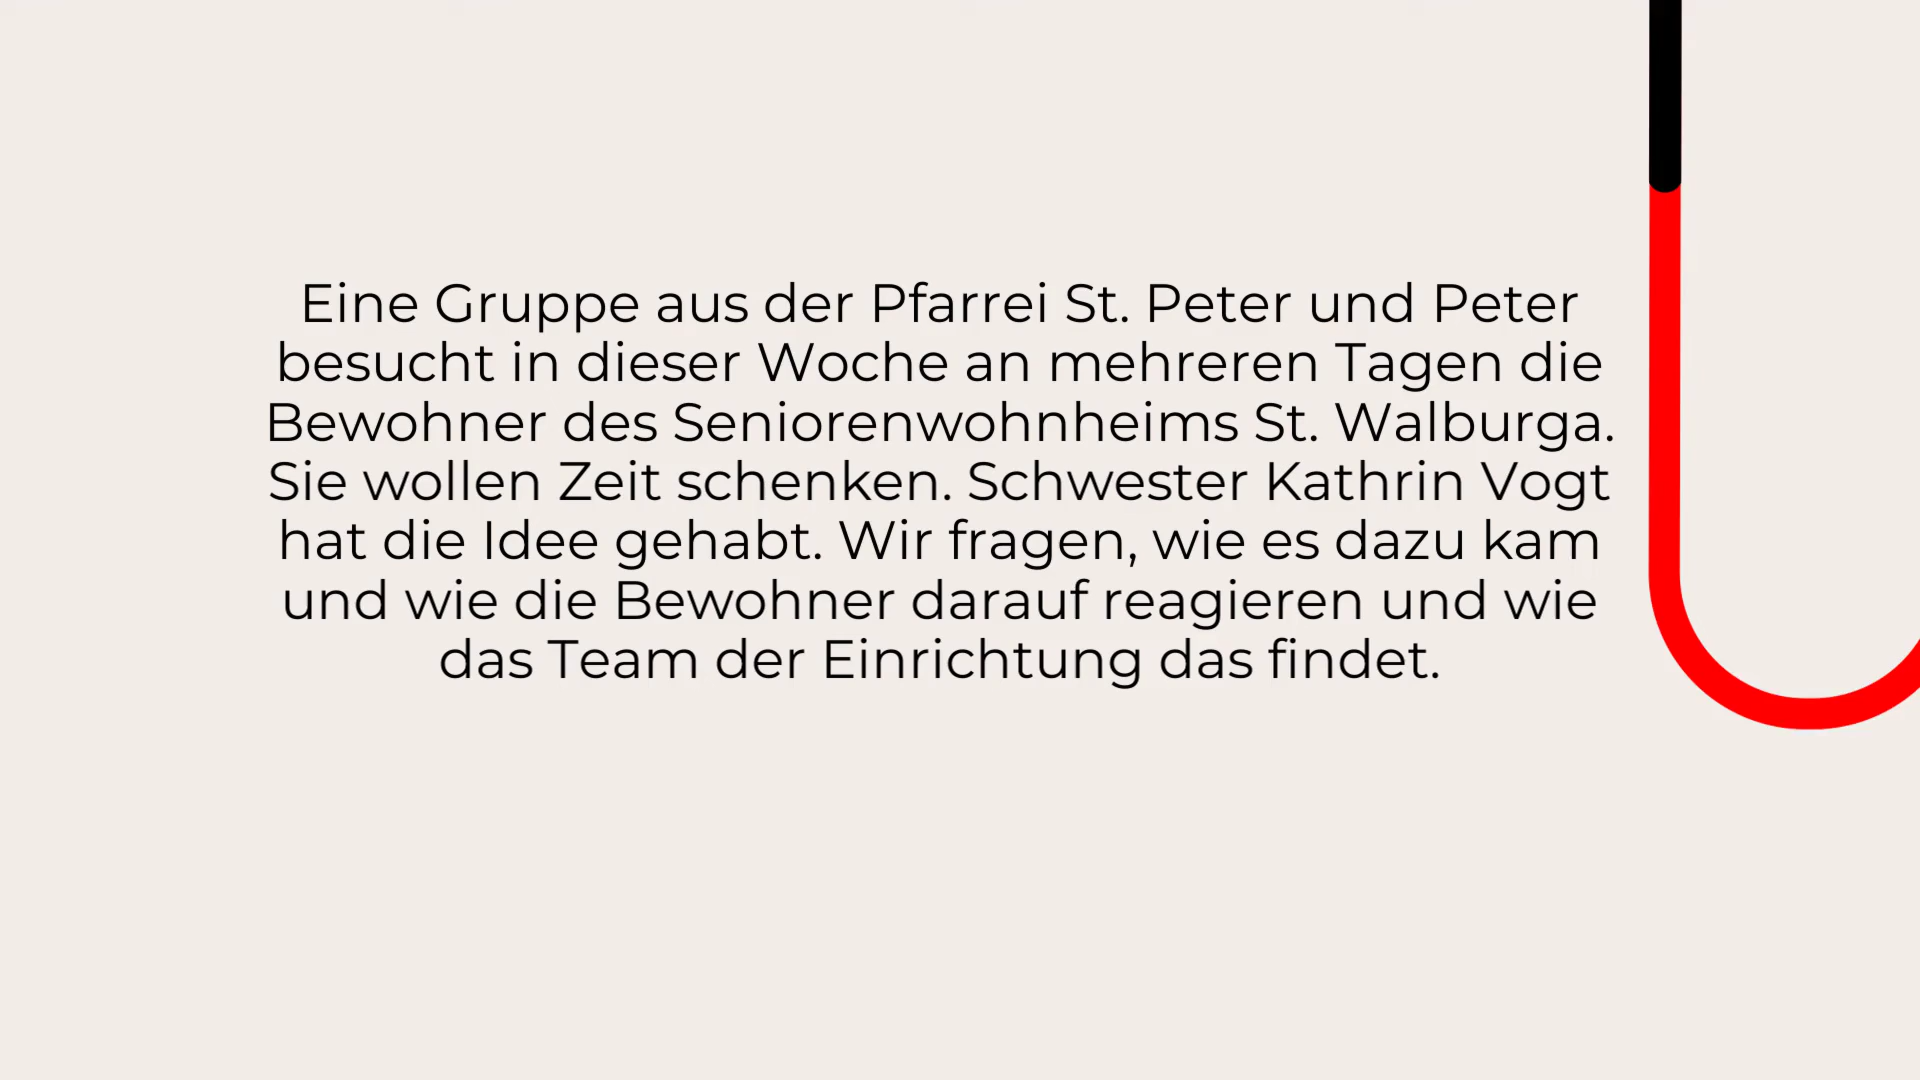 Eine Gruppe aus der Pfarrei St. Peter und Peter
besucht in dieser Woche an mehreren Tagen die
Bewohner des Seniorenwohnheims St. Walburga.
Sie wollen Zeit schenken. Schwester Kathrin Vogt
hat die Idee gehabt. Wir fragen, wie es dazu kam
und wie die Bewohner darauf reagieren und wie
das Team der Einrichtung das findet.